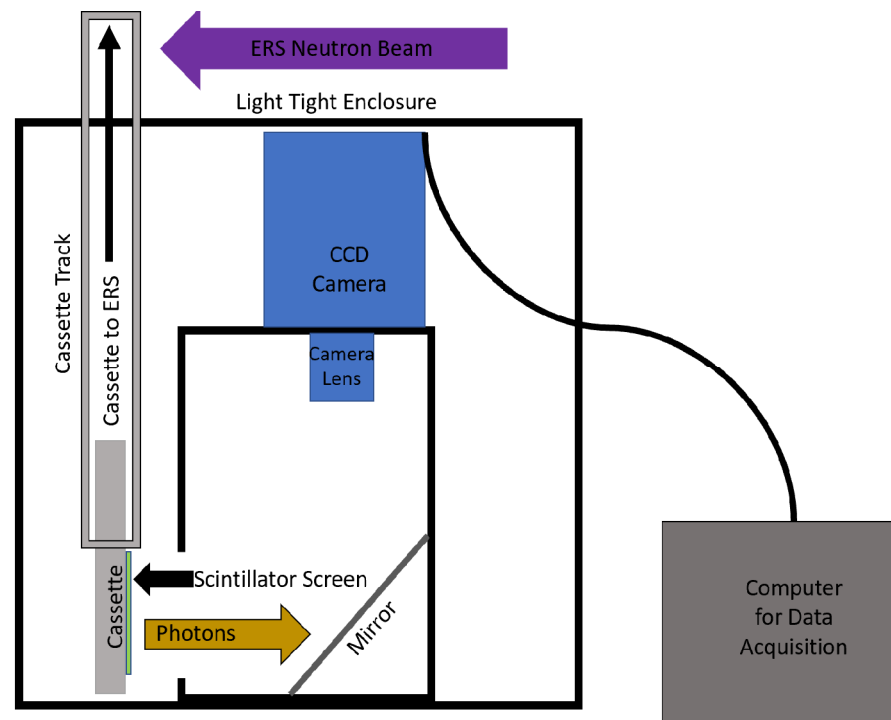 ERS Neutron Beam
Light Tight Enclosure
Cassette Track
Cassette to ERS
CCD
Camera
Camera
Lens
Cassette
Scintillator Screen
Photons
Mirror
Computer
for Data
Acquisition